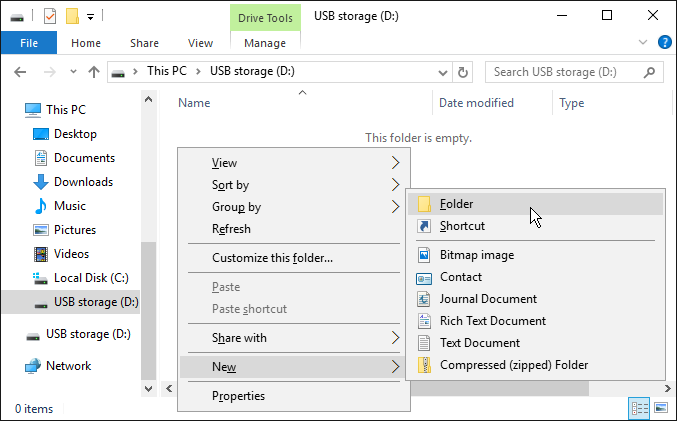 Drive Tools
USB storage (D:)
File
Home
Share
View
Manage
This PC
USB storage (D:)
Search USB storage (D:)
This PC
Desktop
Documents
Downloads
Music
Pictures
Videos
Local Disk (C:)
USB storage (D:)
USB storage (D:)
Network
Name
Date modified
Type
This folder is empty.
View
Sort by
Group by
Refresh
Customize this folder...
Paste
Paste shortcut
Share with
New
Properties
Folder
Shortcut
Bitmap image
Contact
Journal Document
Rich Text Document
Text Document
Compressed (zipped) Folder
0 items